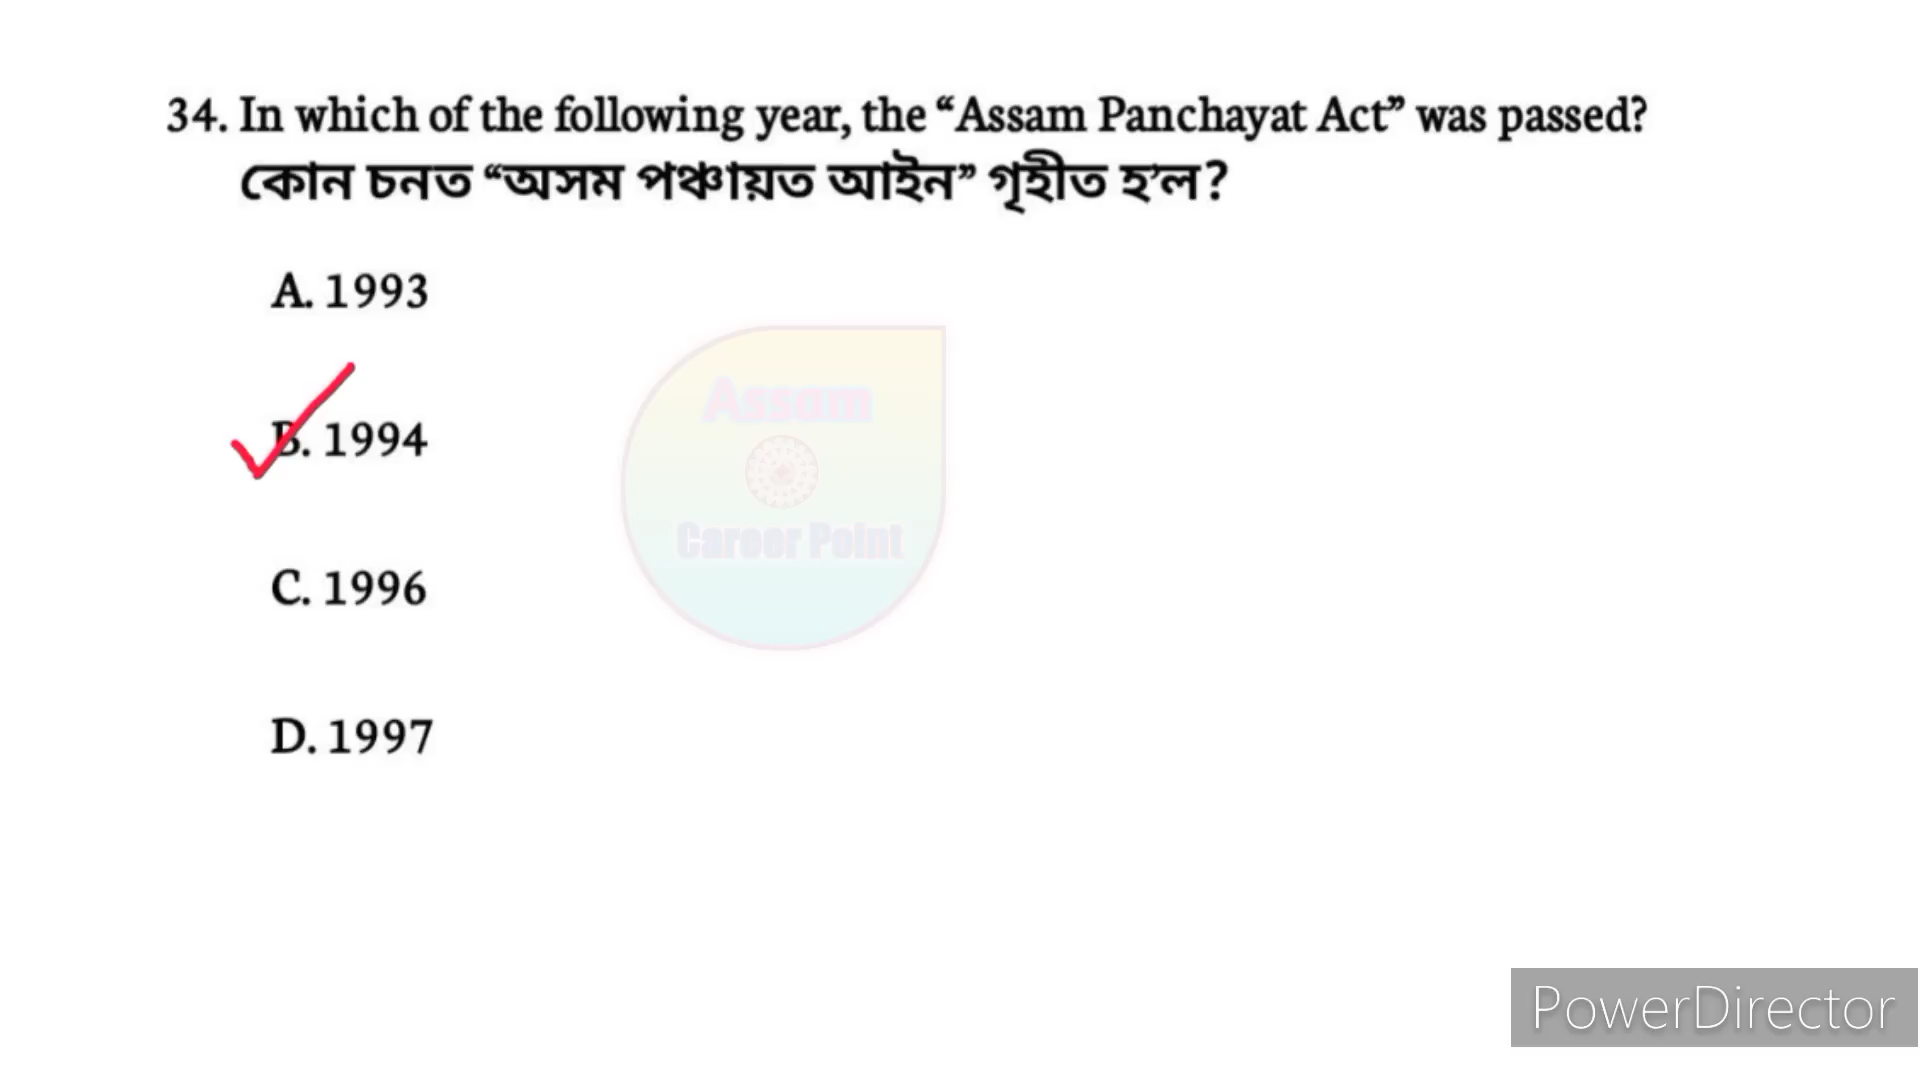 34. In which of the following year, the “Assam Panchayat Act” was passed?
কোন চনত “অসম পঞ্চায়ত আইন” গৃহীত হ’ল?
A. 1993
B. 1994
C. 1996
D. 1997
Assam
Career Point
PowerDirector